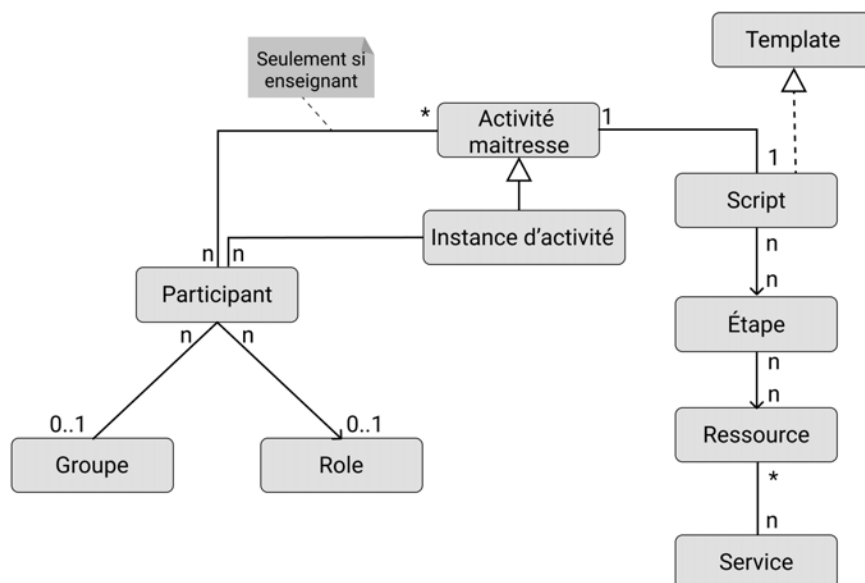 Template
Seulement si
enseignant
*
Activité
maitresse
1
1
Script
Instance d'activité
n
n
n
Participant
n
Étape
n
n
n
n
0..1
0..1
Ressource
Groupe
Role
*
n
Service